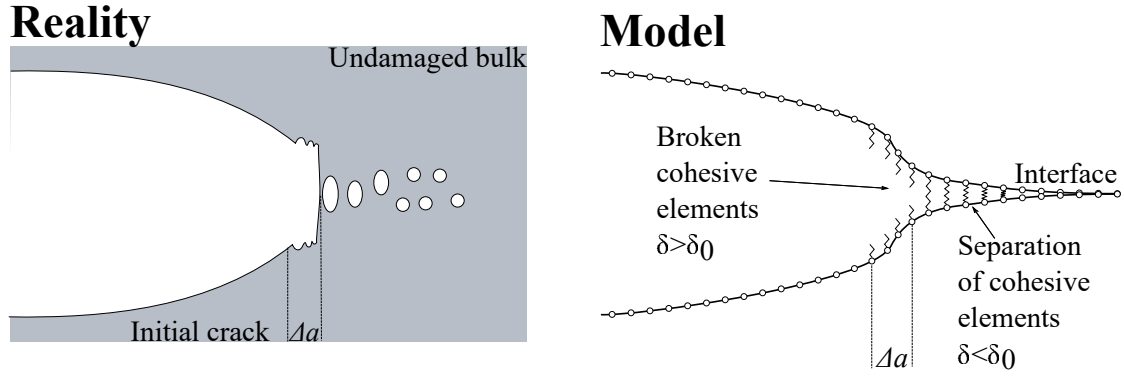 Reality
Undamaged bulk
Initial crack
Δa
Model
Broken
cohesive
elements
δ>δ0
Interface
Separation
of cohesive
elements
δ<δ0
Δa